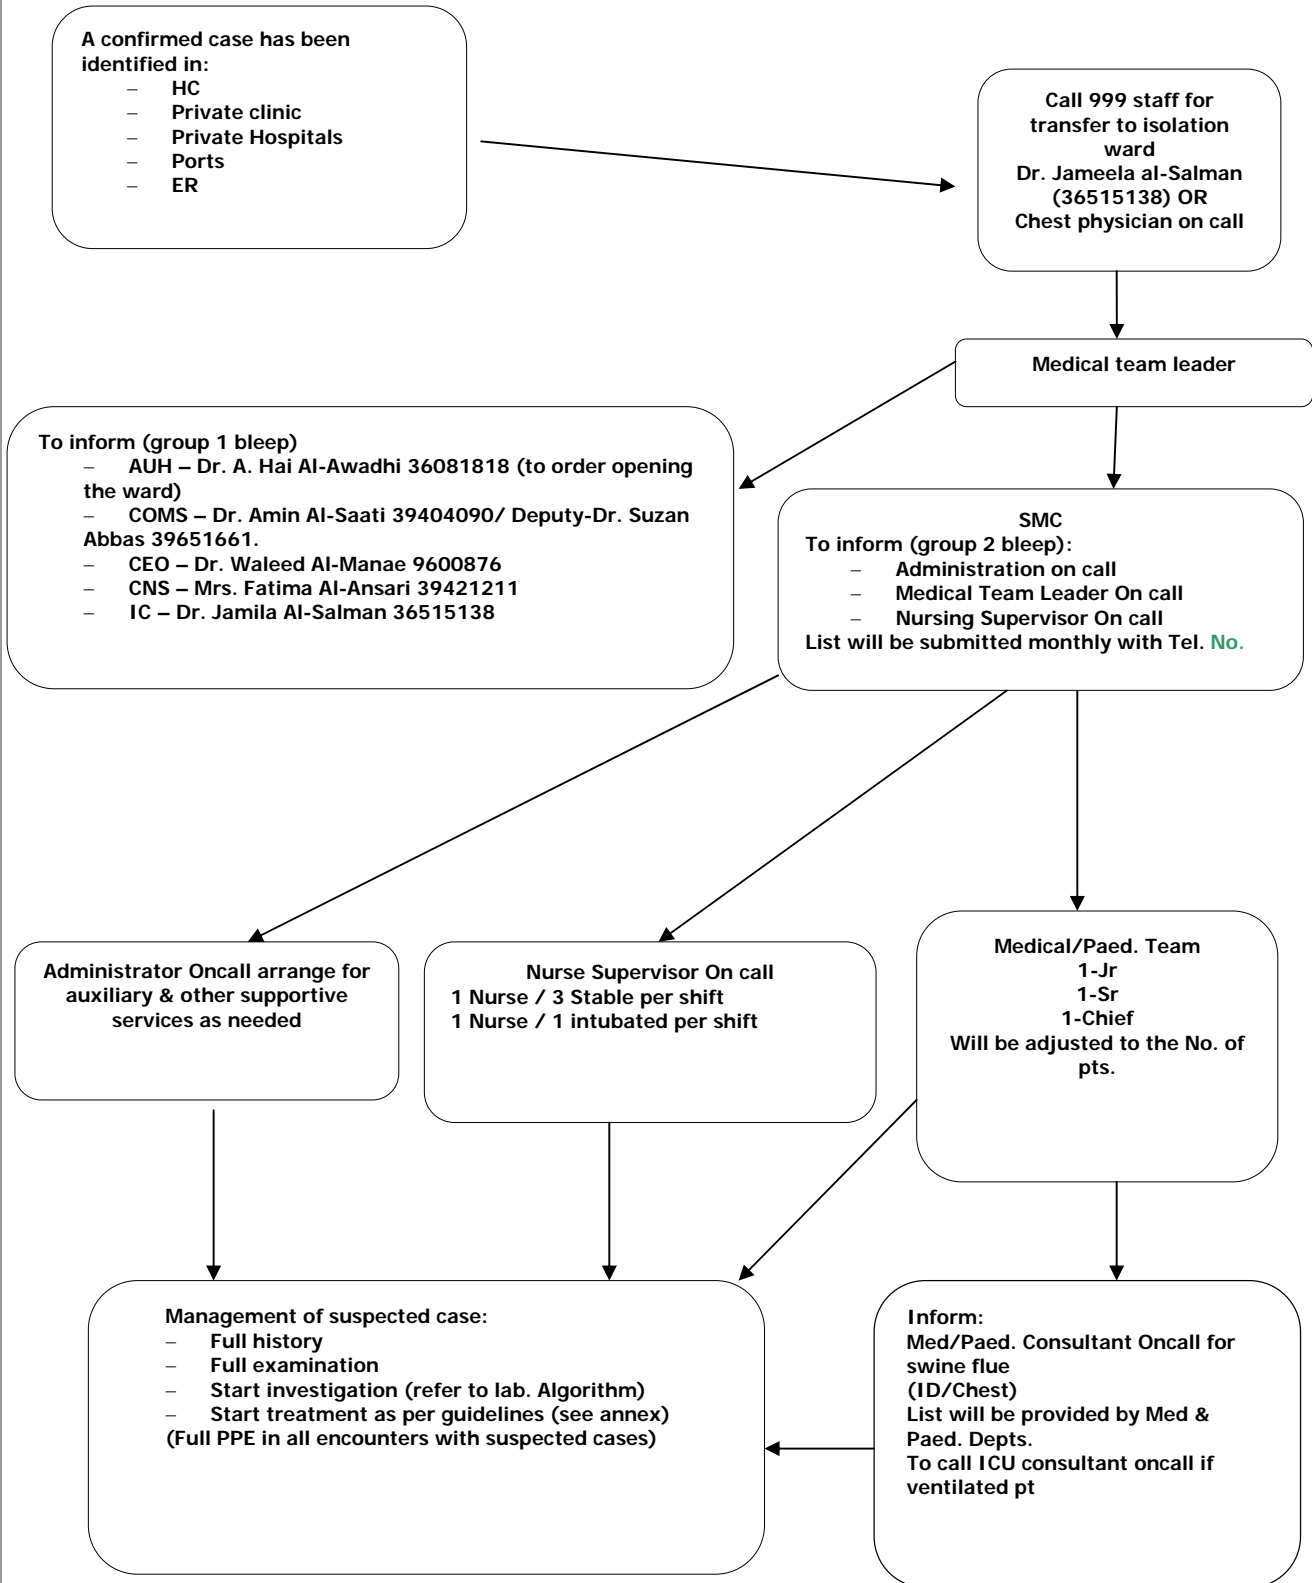 A confirmed case has been
identified in:
– HC
– Private clinic
– Private Hospitals
– Ports
– ER
Call 999 staff for
transfer to isolation
ward
Dr. Jameela al-Salman
(36515138) OR
Chest physician on call
Medical team leader
To inform (group 1 bleep)
– AUH – Dr. A. Hai Al-Awadhi 36081818 (to order opening
the ward)
– COMS – Dr. Amin Al-Saati 39404090/ Deputy-Dr. Suzan
Abbas 39651661.
– CEO – Dr. Waleed Al-Manae 9600876
– CNS – Mrs. Fatima Al-Ansari 39421211
– IC – Dr. Jamila Al-Salman 36515138
SMC
To inform (group 2 bleep):
– Administration on call
– Medical Team Leader On call
– Nursing Supervisor On call
List will be submitted monthly with Tel. No.
Administrator Oncall arrange for
auxiliary & other supportive
services as needed
Nurse Supervisor On call
1 Nurse / 3 Stable per shift
1 Nurse / 1 intubated per shift
Medical/Paed. Team
1-Jr
1-Sr
1-Chief
Will be adjusted to the No. of
pts.
Management of suspected case:
– Full history
– Full examination
– Start investigation (refer to lab. Algorithm)
– Start treatment as per guidelines (see annex)
(Full PPE in all encounters with suspected cases)
Inform:
Med/Paed. Consultant Oncall for
swine flue
(ID/Chest)
List will be provided by Med &
Paed. Depts.
To call ICU consultant oncall if
ventilated pt